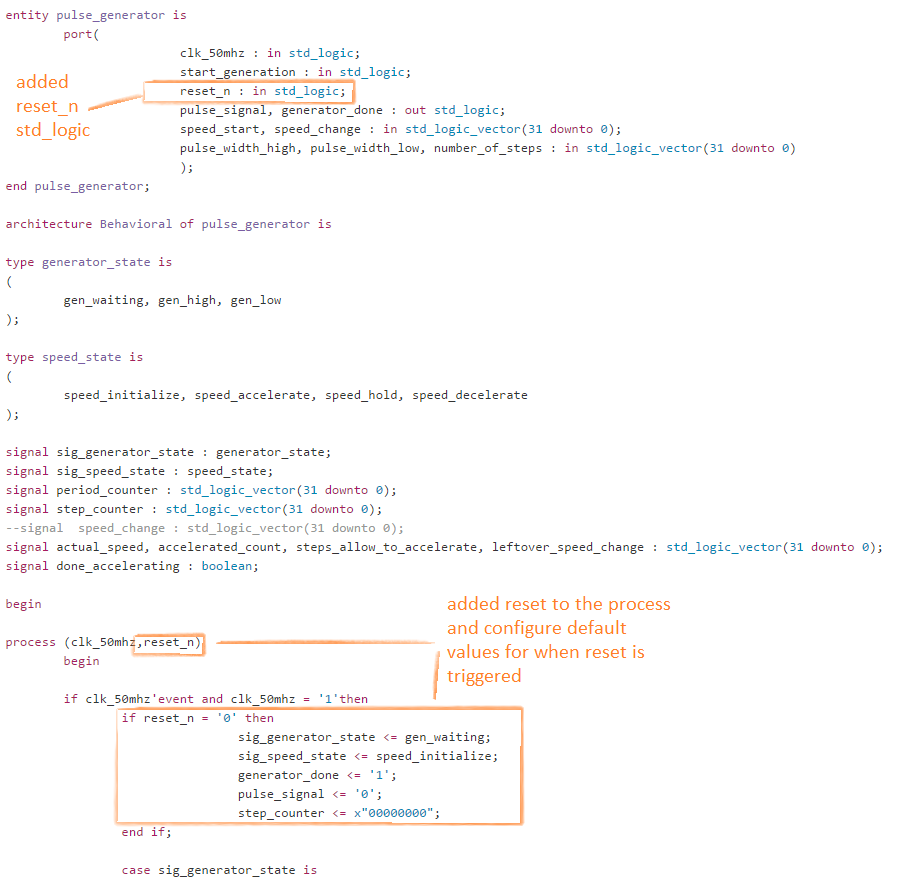 entity pulse_generator is
port(
clk_50mhz : in std_logic;
start_generation : in std_logic;
added
reset_n
std_logic
reset_n : in std_logic;
pulse_signal, generator_done : out std_logic;
speed_start, speed_change : in std_logic_vector(31 downto 0);
pulse_width_high, pulse_width_low, number_of_steps : in std_logic_vector(31 downto 0)
);
end pulse_generator;
architecture Behavioral of pulse_generator is
type generator_state is
(
gen_waiting, gen_high, gen_low
);
type speed_state is
(
speed_initialize, speed_accelerate, speed_hold, speed_decelerate
);
signal sig_generator_state : generator_state;
signal sig_speed_state : speed_state;
signal period_counter : std_logic_vector(31 downto 0);
signal step_counter : std_logic_vector(31 downto 0);
--signal  speed_change : std_logic_vector(31 downto 0);
signal actual_speed, accelerated_count, steps_allow_to_accelerate, leftover_speed_change : std_logic_vector(31 downto 0);
signal done_accelerating : boolean;
begin
added reset to the process
and configure default
values for when reset is
triggered
process (clk_50mhz,reset_n)
begin
if clk_50mhz'event and clk_50mhz = '1'then
if reset_n = '0' then
sig_generator_state <= gen_waiting;
sig_speed_state <= speed_initialize;
generator_done <= '1';
pulse_signal <= '0';
step_counter <= x"00000000";
end if;
case sig_generator_state is